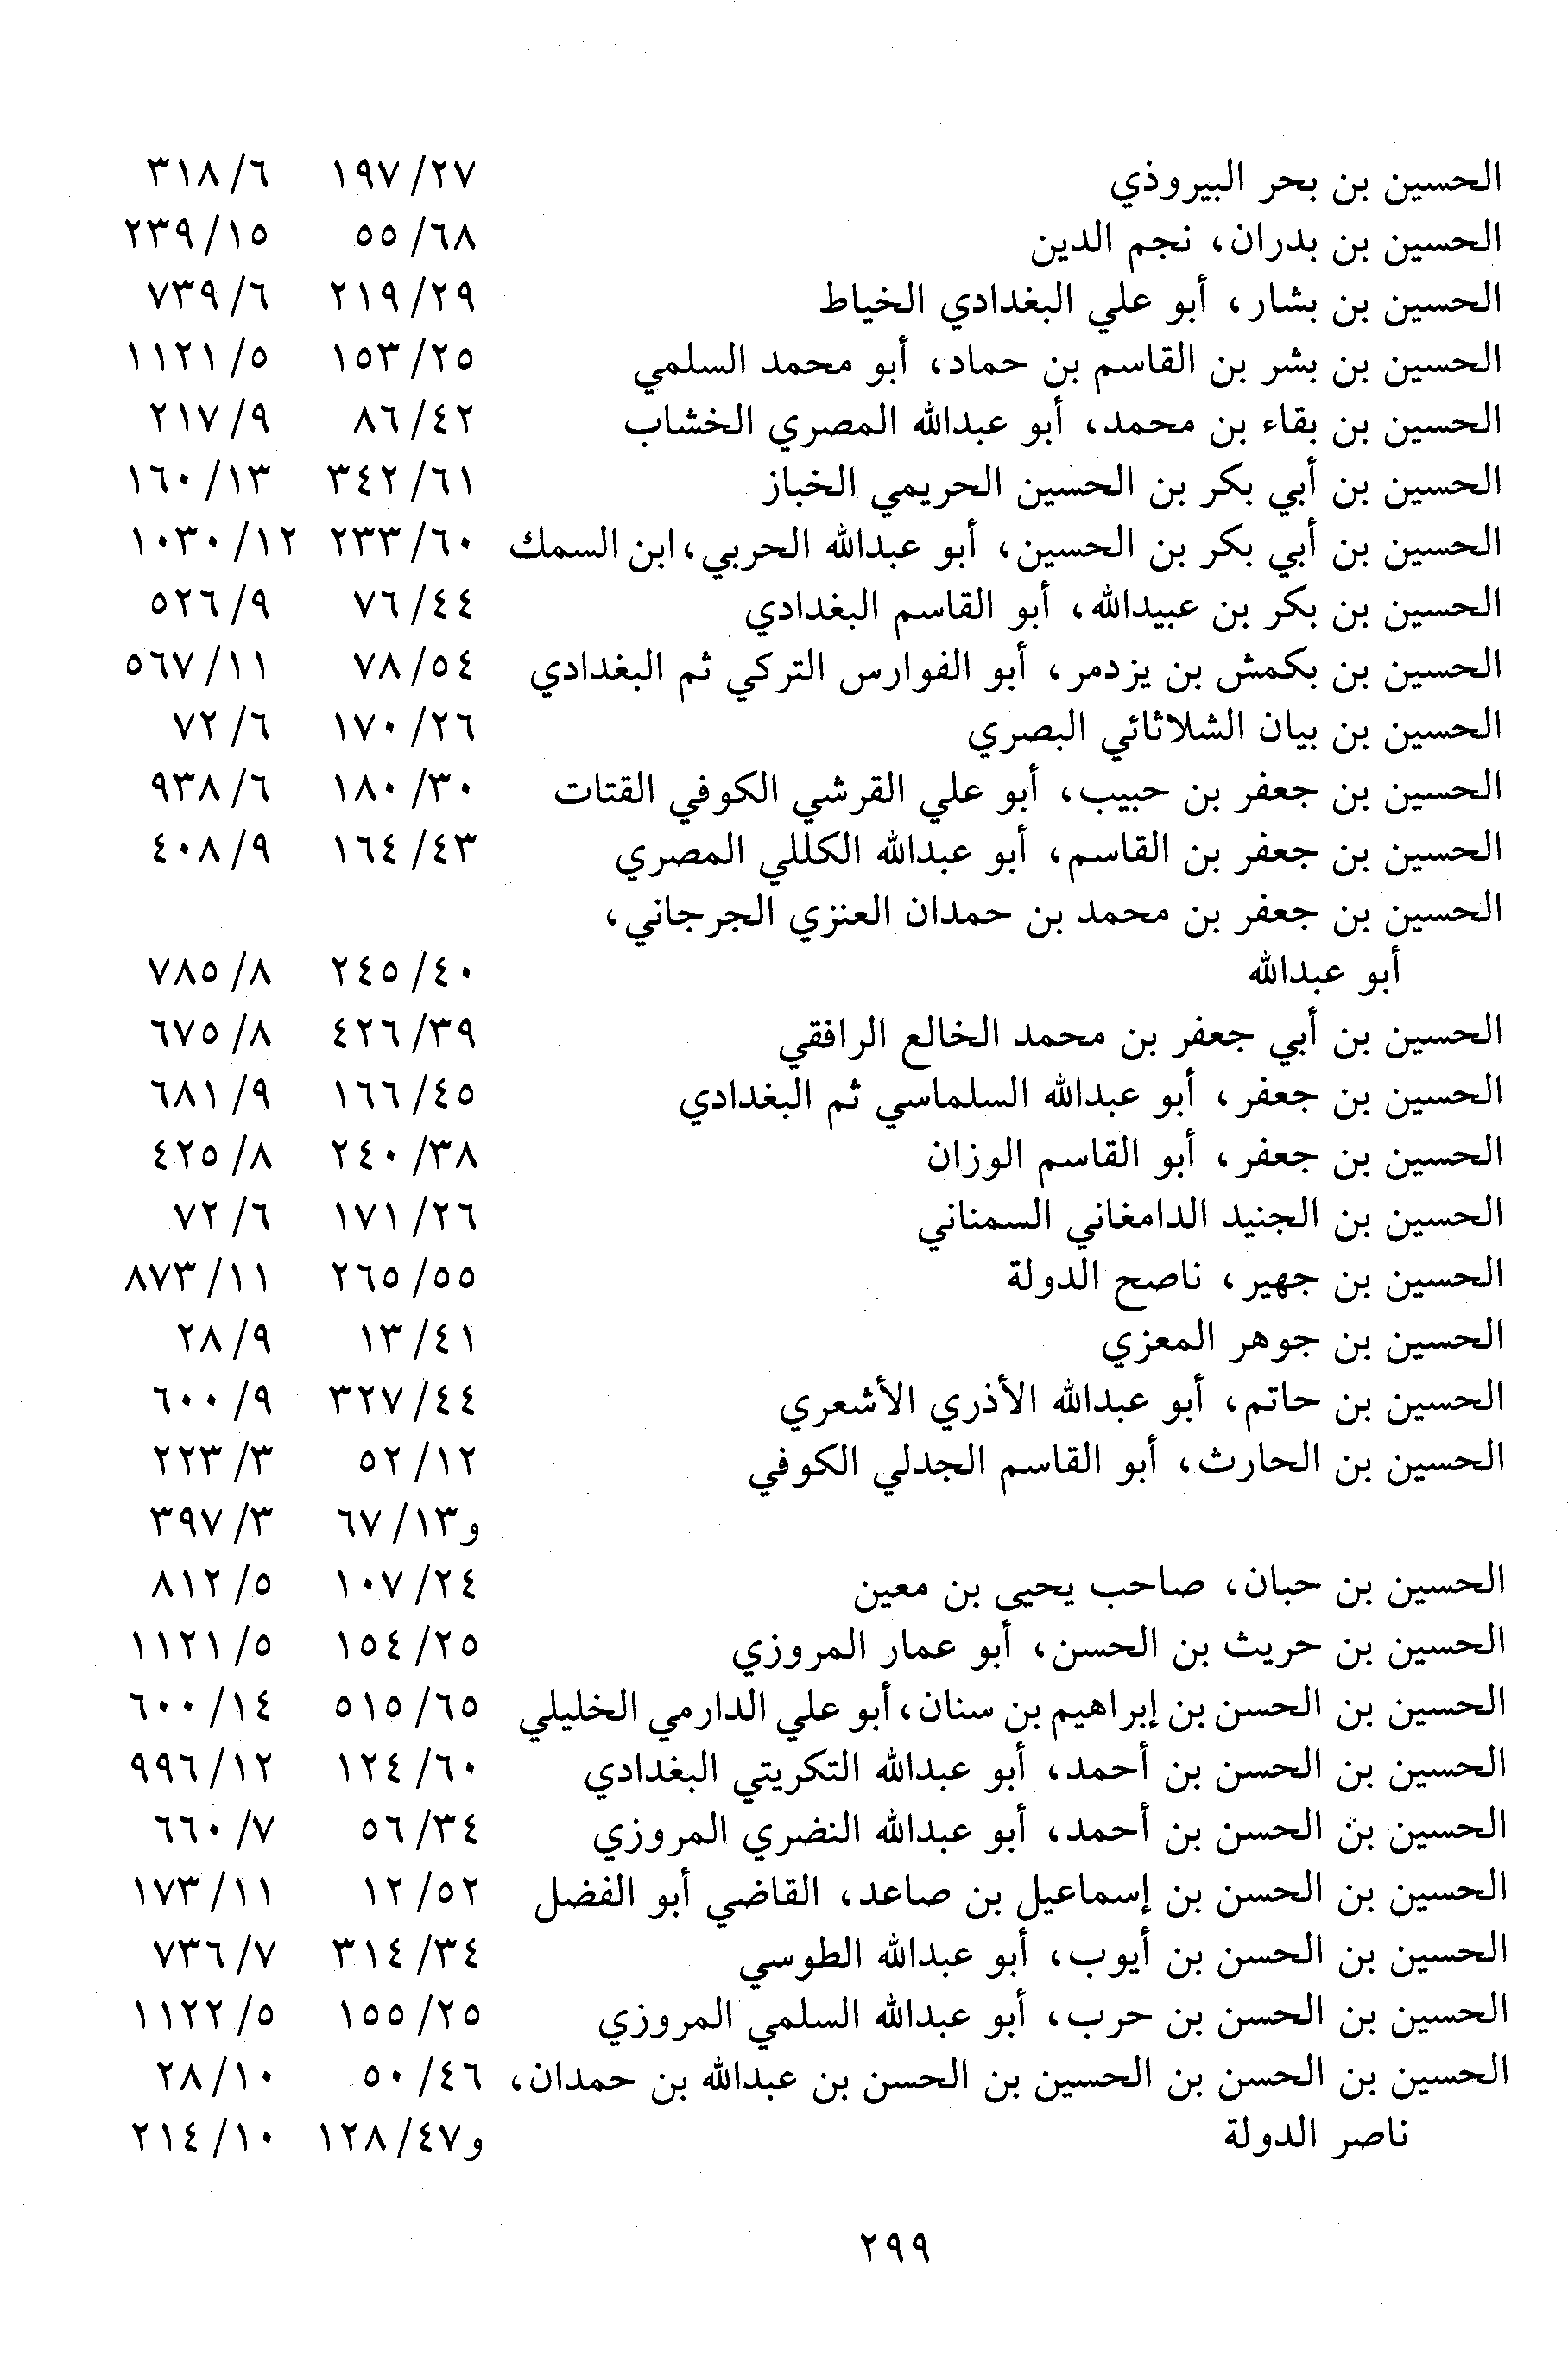 الحسين بن بحر البيروذي ٢٧/ ١٩٧ ٦/ ٣١٨
الحسين بن بدران، نجم الدين ٦٨/ ٥٥ ١٥/ ٢٣٩
الحسين بن بشار، أبو علي البغدادي الخياط ٢٩/ ٢١٩ ٦/ ٧٣٩
الحسين بن بشر بن القاسم بن حماد، أبو محمد السلمي ٢٥/ ١٥٣ ٥/ ١١٢١
الحسين بن بقاء بن محمد، أبو عبدالله المصري الخشاب ٤٢/ ٨٦ ٩/ ٢١٧
الحسين بن أبي بكر بن الحسين الحريمي الخباز ٦١/ ٣٤٢ ١٣/ ١٦٠
الحسين بن أبي بكر بن الحسين، أبو عبدالله الحربي، ابن السمك ٦٠/ ٢٣٣ ١٢/ ١٠٣٠
الحسين بن بكر بن عبيدالله، أبو القاسم البغدادي ٤٤/ ٧٦ ٩/ ٥٢٦
الحسين بن بكمش بن يزدمر، أبو الفوارس التركي ثم البغدادي ٥٤/ ٧٨ ١١/ ٥٦٧
الحسين بن بيان الشلاثائي البصري ٢٦/ ١٧٠ ٦/ ٧٢
الحسين بن جعفر بن حبيب، أبو علي القرشي الكوفي القتات ٣٠/ ١٨٠ ٦/ ٩٣٨
الحسين بن جعفر بن القاسم، أبو عبدالله الكللي المصري ٤٣/ ١٦٤ ٩/ ٤٠٨
الحسين بن جعفر بن محمد بن حمدان العنزي الجرجاني،
أبو عبدالله ٤٠/ ٢٤٥ ٨/ ٧٨٥
الحسين بن أبي جعفر بن محمد الخالع الرافقي ٣٩/ ٤٢٦ ٨/ ٦٧٥
الحسين بن جعفر، أبو عبدالله السلماسي ثم البغدادي ٤٥/ ١٦٦ ٩/ ٦٨١
الحسين بن جعفر، أبو القاسم الوزان ٣٨/ ٢٤٠ ٨/ ٤٢٥
الحسين بن الجنيد الدامغاني السمناني ٢٦/ ١٧١ ٦/ ٧٢
الحسين بن جهير، ناصح الدولة ٥٥/ ٢٦٥ ١١/ ٨٧٣
الحسين بن جوهر المعزي ٤١/ ١٣ ٩/ ٢٨
الحسين بن حاتم، أبو عبدالله الأذري الأشعري ٤٤/ ٣٢٧ ٩/ ٦٠٠
الحسين بن الحارث، أبو القاسم الجدلي الكوفي ١٢/ ٥٢ ٣/ ٢٢٣
و١٣/ ٦٧ ٣/ ٣٩٧
الحسين بن حبان، صاحب يحيى بن معين ٢٤/ ١٠٧ ٥/ ٨١٢
الحسين بن حريث بن الحسن، أبو عمار المروزي ٢٥/ ١٥٤ ٥/ ١١٢١
الحسين بن الحسن بن إبراهيم بن سنان، أبو علي الدارمي الخليلي ٦٥/ ٥١٥ ١٤/ ٦٠٠
الحسين بن الحسن بن أحمد، أبو عبدالله التكريتي البغدادي ٦٠/ ١٢٤ ١٢/ ٩٩٦
الحسين بن الحسن بن أحمد، أبو عبدالله النضري المروزي ٣٤/ ٥٦ ٧/ ٦٦٠
الحسين بن الحسن بن إسماعيل بن صاعد، القاضي أبو الفضل ٥٢/ ١٢ ١١/ ١٧٣
الحسين بن الحسن بن أيوب، أبو عبدالله الطوسي ٣٤/ ٣١٤ ٧/ ٧٣٦
الحسين بن الحسن بن حرب، أبو عبدالله السلمي المروزي ٢٥/ ١٥٥ ٥/ ١١٢٢
الحسين بن الحسن بن الحسين بن الحسن بن عبدالله بن حمدان، ٤٦/ ٥٠ ١٠/ ٢٨
ناصر الدولة و٤٧/ ١٢٨ ١٠/ ٢١٤
٢٩٩